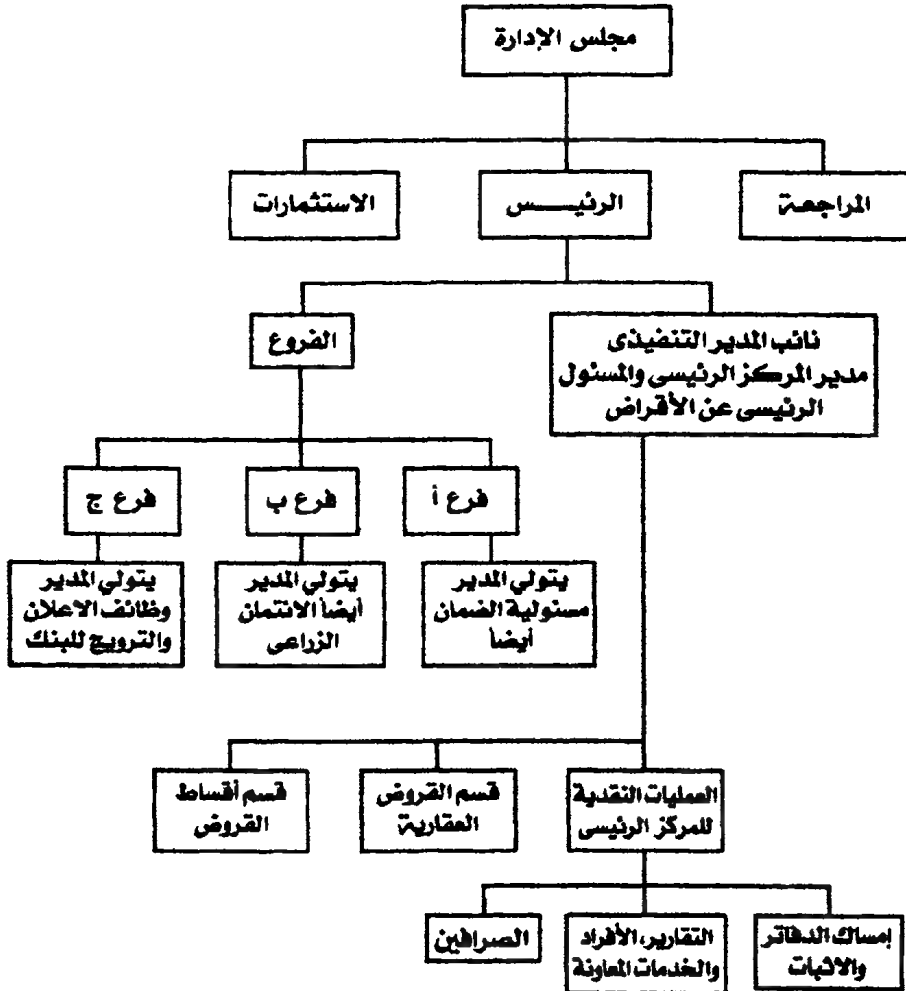 مجلس الإدارة
المراجعة
الرئيــــس
الاستثمارات
نائب المدير التنفيذى
مدير المركز الرئيسى والمسئول
الرئيسى عن الأقراض
الفروع
فرع أ
فرع ب
فرع ج
يتولي المدير
مسئولية الضمان
أيضاً
يتولي المدير
أيضاً الائتمان
الزراعى
يتولي المدير
وظائف الاعلان
والترويج للبنك
العمليات النقدية
للمركز الرئيسى
قسم القروض
العقارية
قسم أقساط
القروض
إمساك الدفاتر
والاثبات
التقارير، الأفراد
والخدمات المعاونة
الصرافين